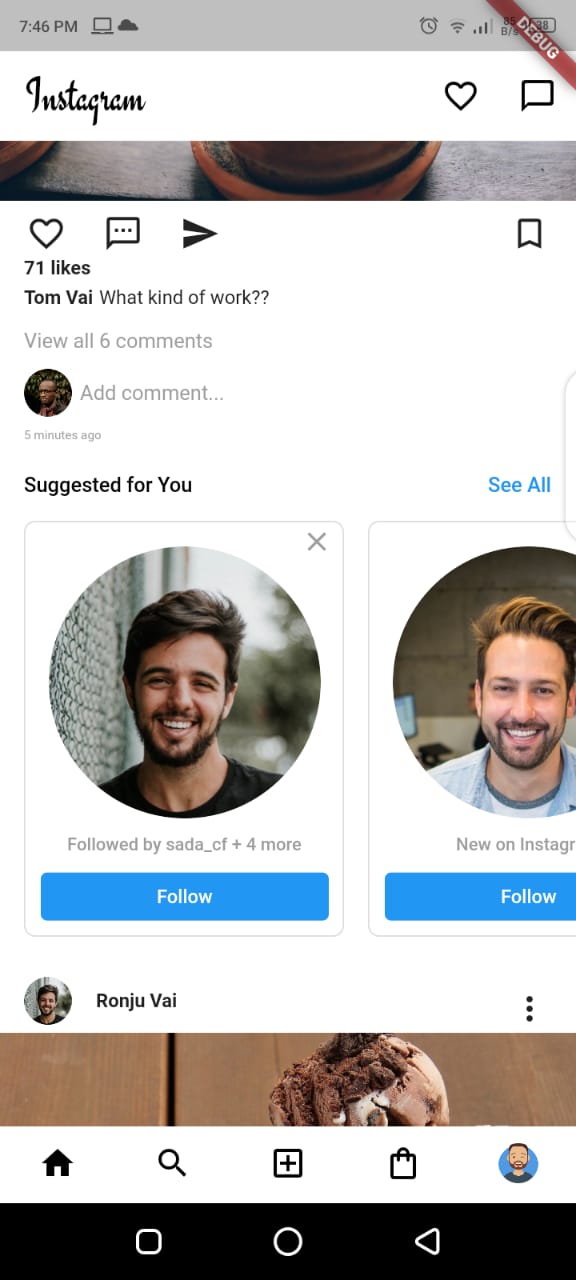 7:46 PM
85
B/s
38
DEBUG
Instagram
71 likes
Tom Vai What kind of work??
View all 6 comments
Add comment...
5 minutes ago
Suggested for You
See All
Followed by sada_cf + 4 more
New on Instagr
Follow
Follow
Ronju Vai